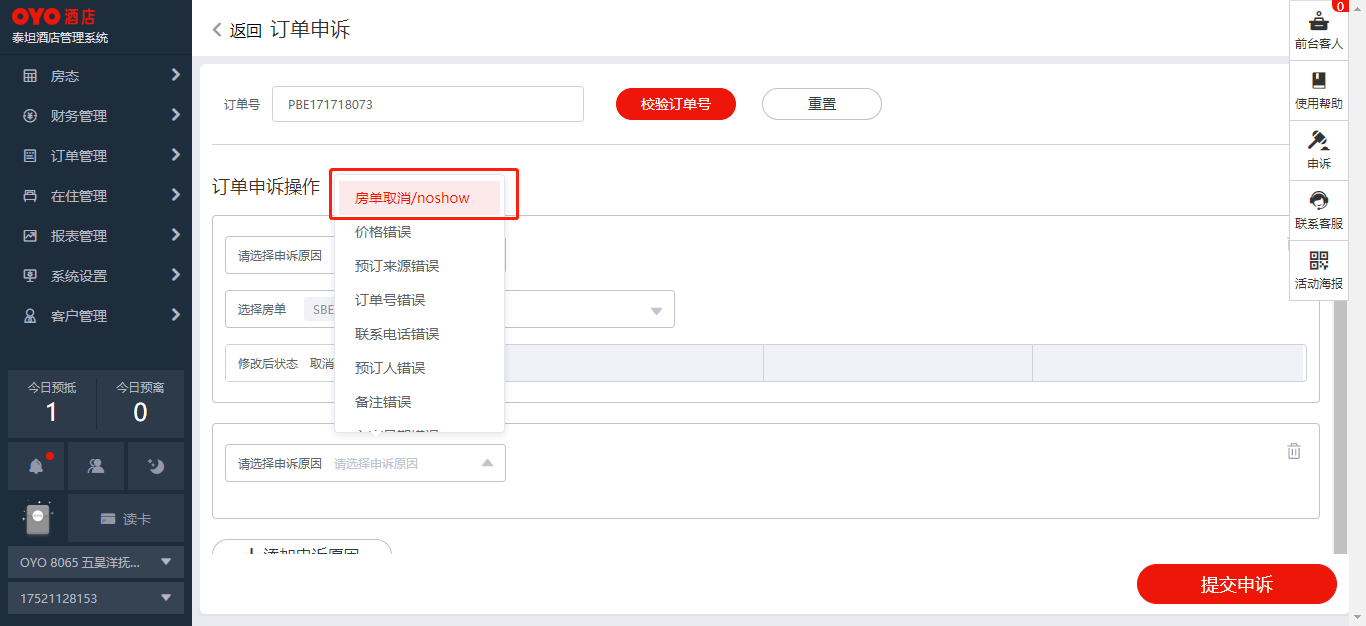 OYO 酒店
泰坦酒店管理系统
房态
财务管理
订单管理
在住管理
报表管理
系统设置
客户管理
今日预抵
今日预离
1
0
读卡
OYO 8065 五昊洋抚...
17521128153
返回 订单申诉
订单号 PBE171718073 校验订单号 重置
订单申诉操作
房单取消/noshow
价格错误
预订来源错误
订单号错误
联系电话错误
预订人错误
备注错误
请选择申诉原因
选择房单 SBE
修改后状态 取消
请选择申诉原因 请选择申诉原因
添加申诉原因
提交申诉
0
前台客人
使用帮助
申诉
联系客服
活动海报